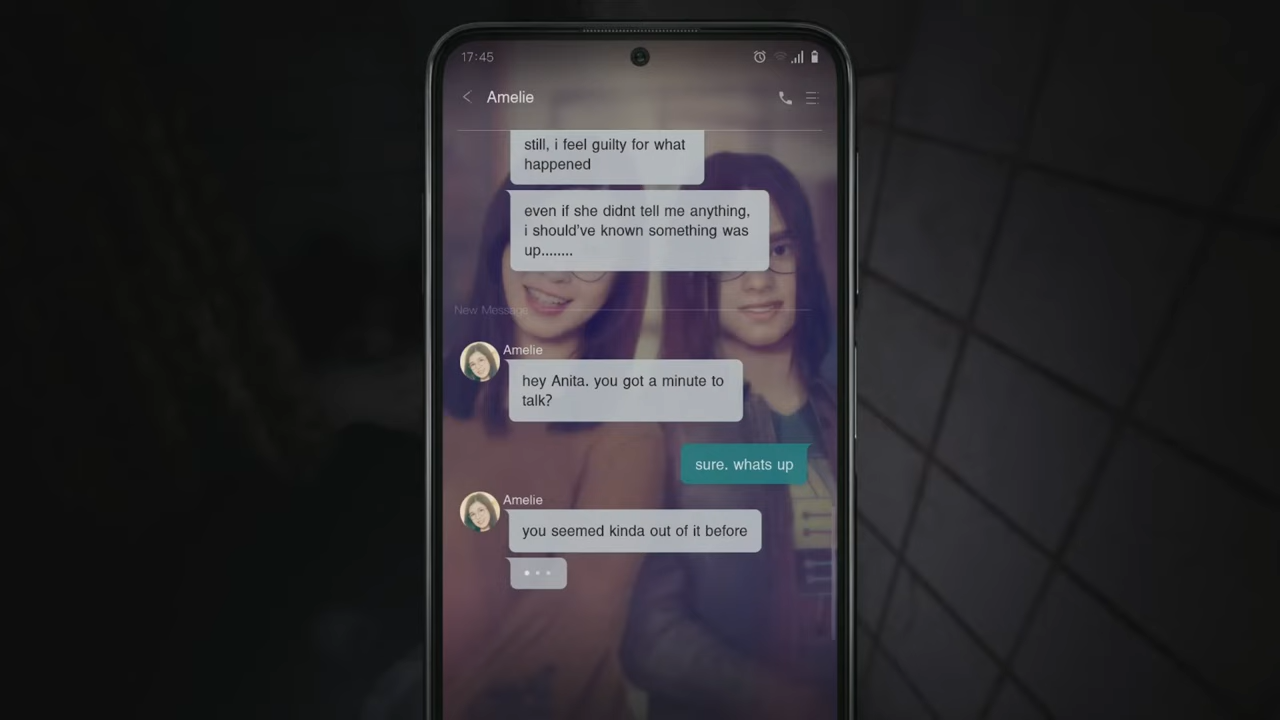 17:45
Amelie
still, i feel guilty for what
happened
even if she didnt tell me anything,
i should've known something was
up........
New Message
Amelie
hey Anita. you got a minute to
talk?
sure. whats up
Amelie
you seemed kinda out of it before